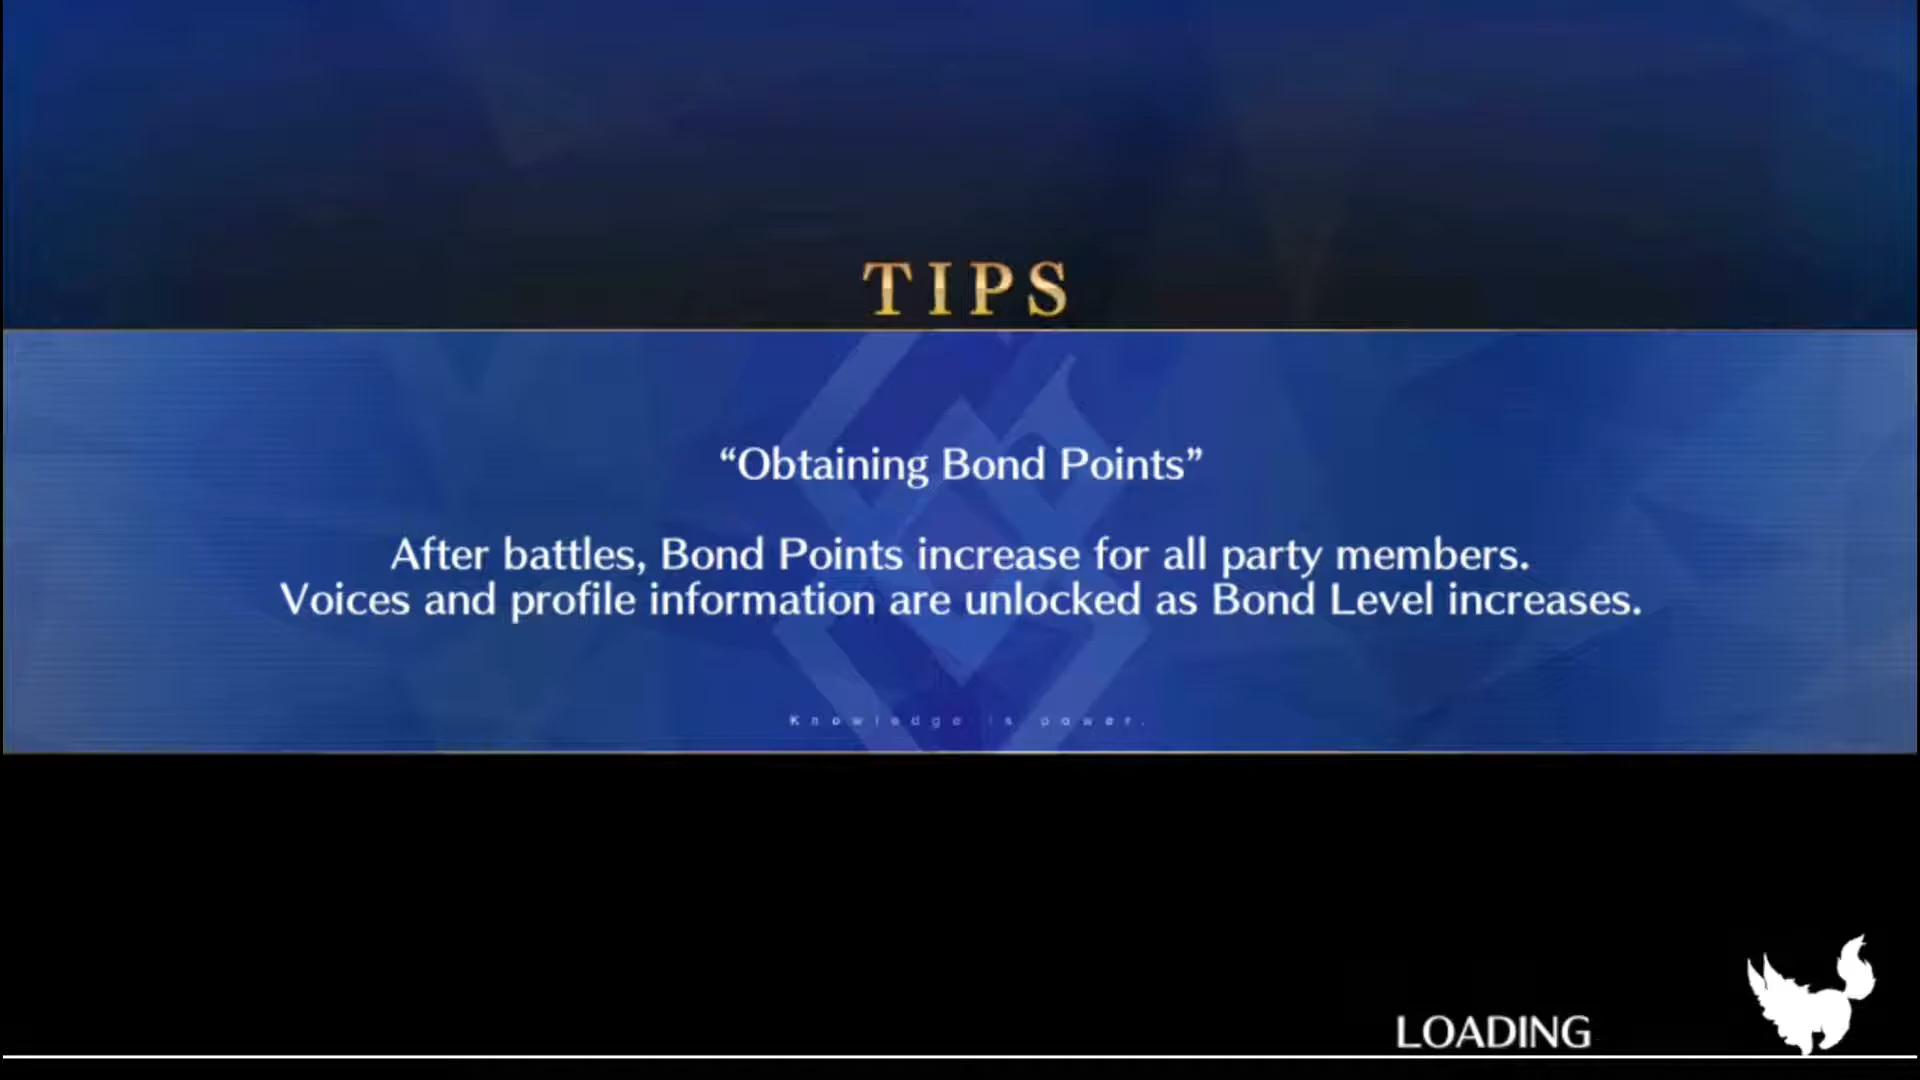 TIPS
“Obtaining Bond Points”
After battles, Bond Points increase for all party members.
Voices and profile information are unlocked as Bond Level increases.
Knowledge is power.
LOADING